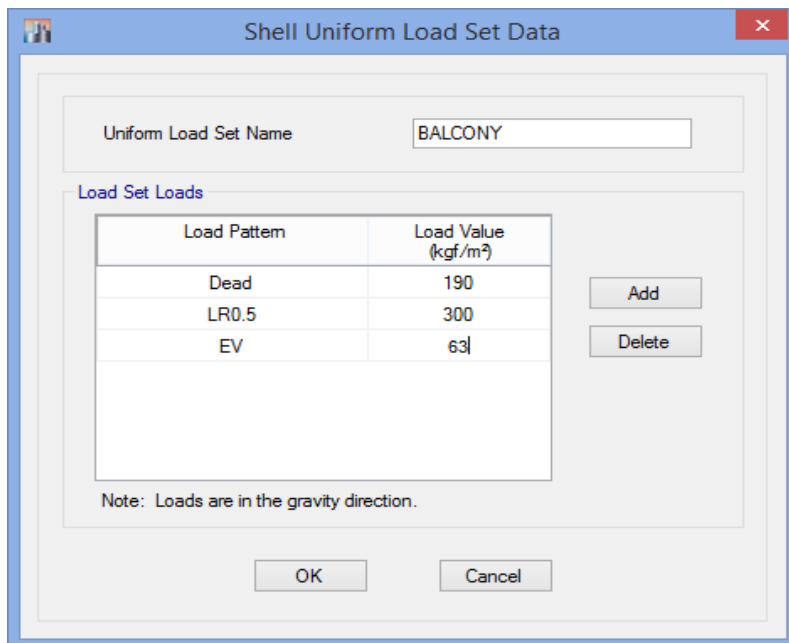 Shell Uniform Load Set Data
Uniform Load Set Name BALCONY
Load Set Loads
Load Pattern Load Value
(kgf/m²)
Dead 190
LR0.5 300
EV 63
Add
Delete
Note: Loads are in the gravity direction.
OK Cancel